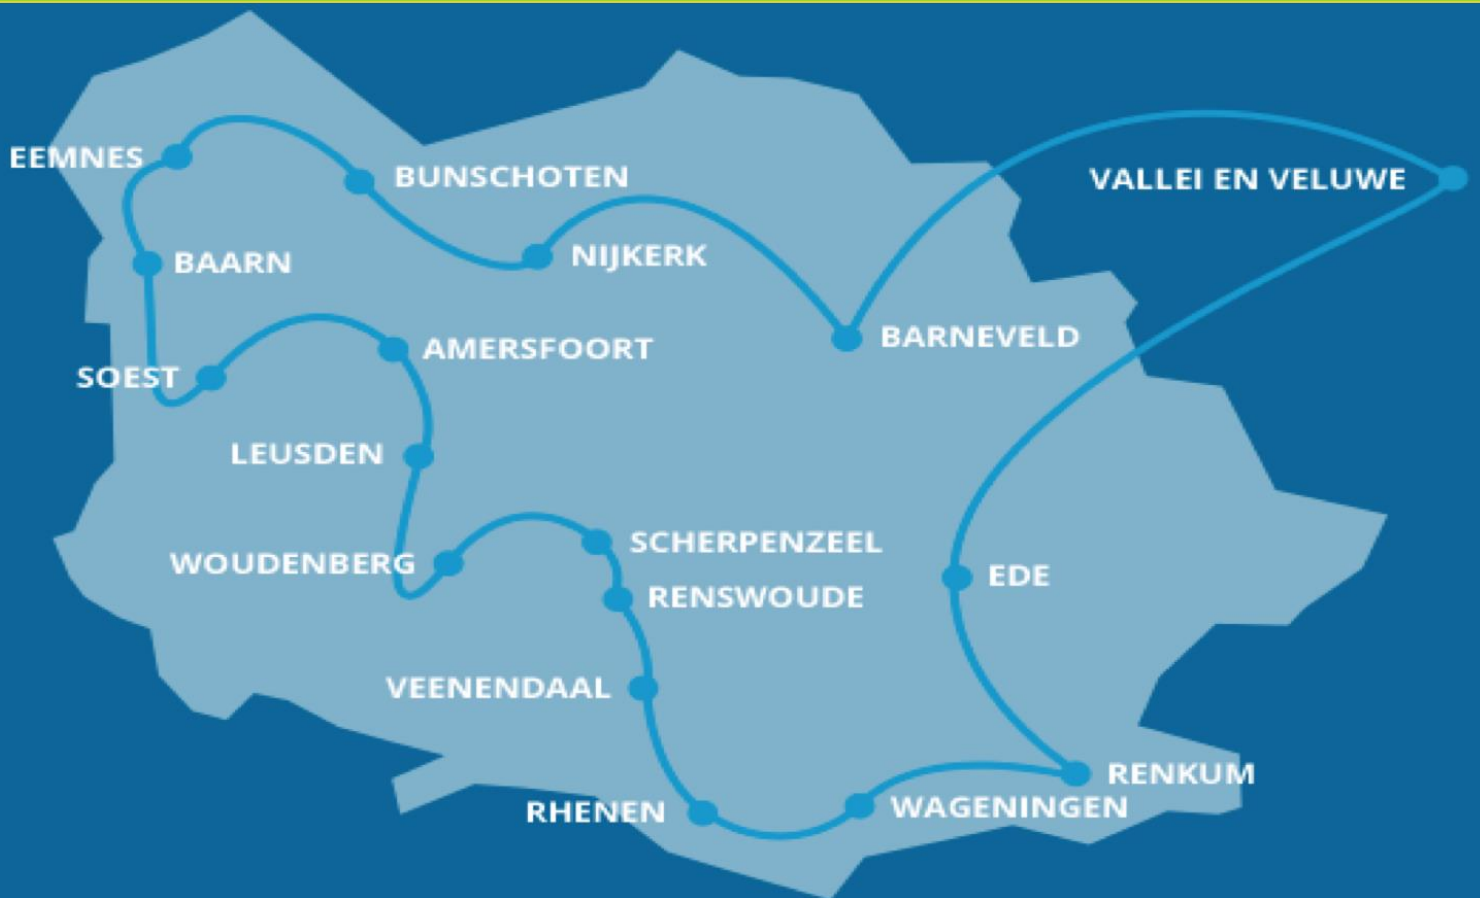 EEMNES
BUNSCHOTEN
VALLEI EN VELUWE
NIJKERK
BAARN
BARNEVELD
AMERSFOORT
SOEST
LEUSDEN
SCHERPENZEEL
WOUDENBERG
EDE
RENSWOUDE
VEENENDAAL
RENKUM
WAGENINGEN
RHENEN